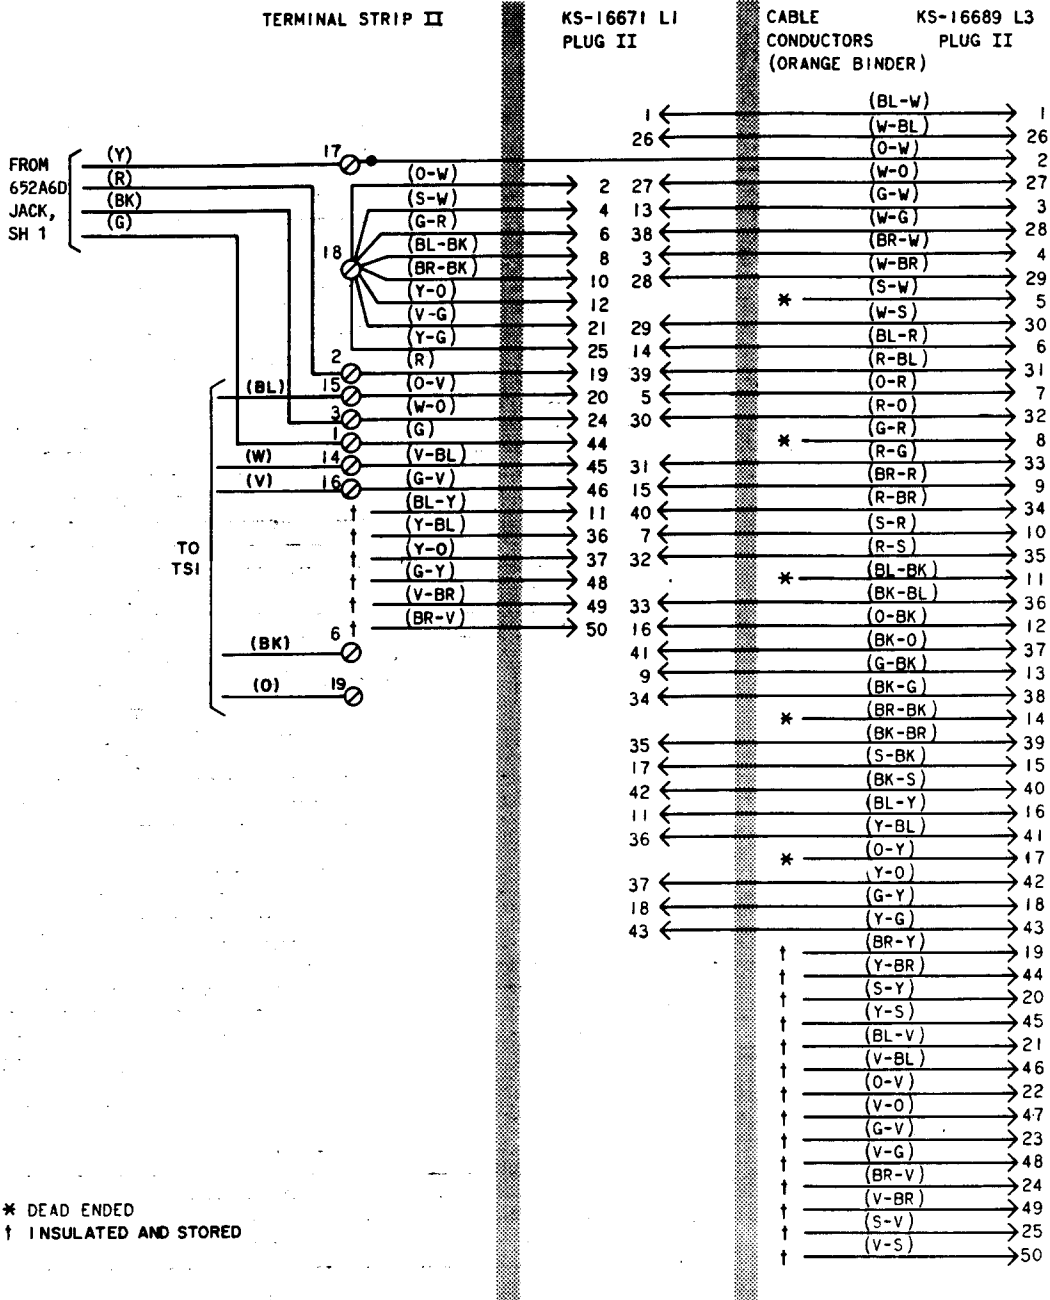 TERMINAL STRIP II
KS-16671 L1
PLUG II
CABLE
CONDUCTORS
(ORANGE BINDER)
KS-16689 L3
PLUG II
FROM
652A6D
JACK,
SH 1
(Y)
(R)
(BK)
(G)
17
18
2
15
3
1
14
16
6
19
(BL)
(W)
(V)
TO
TS1
(BK)
(O)
(O-W) 2
(S-W) 4
(G-R) 6
(BL-BK) 8
(BR-BK) 10
(Y-O) 12
(V-G) 21
(Y-G) 25
(R) 19
(O-V) 20
(W-O) 24
(G) 44
(V-BL) 45
(G-V) 46
† (BL-Y) 11
† (Y-BL) 36
† (Y-O) 37
† (G-Y) 48
† (V-BR) 49
† (BR-V) 50
1 (BL-W) 1
26 (W-BL) 26
(O-W) 2
27 (W-O) 27
13 (G-W) 3
38 (W-G) 28
3 (BR-W) 4
28 (W-BR) 29
* (S-W) 5
29 (W-S) 30
14 (BL-R) 6
39 (R-BL) 31
5 (O-R) 7
30 (R-O) 32
* (G-R) 8
31 (R-G) 33
15 (BR-R) 9
40 (R-BR) 34
7 (S-R) 10
32 (R-S) 35
* (BL-BK) 11
33 (BK-BL) 36
16 (O-BK) 12
41 (BK-O) 37
9 (G-BK) 13
34 (BK-G) 38
* (BR-BK) 14
35 (BK-BR) 39
17 (S-BK) 15
42 (BK-S) 40
11 (BL-Y) 16
36 (Y-BL) 41
* (O-Y) 17
37 (Y-O) 42
18 (G-Y) 18
43 (Y-G) 43
† (BR-Y) 19
† (Y-BR) 44
† (S-Y) 20
† (Y-S) 45
† (BL-V) 21
† (V-BL) 46
† (O-V) 22
† (V-O) 47
† (G-V) 23
† (V-G) 48
† (BR-V) 24
† (V-BR) 49
† (S-V) 25
† (V-S) 50
* DEAD ENDED
† INSULATED AND STORED